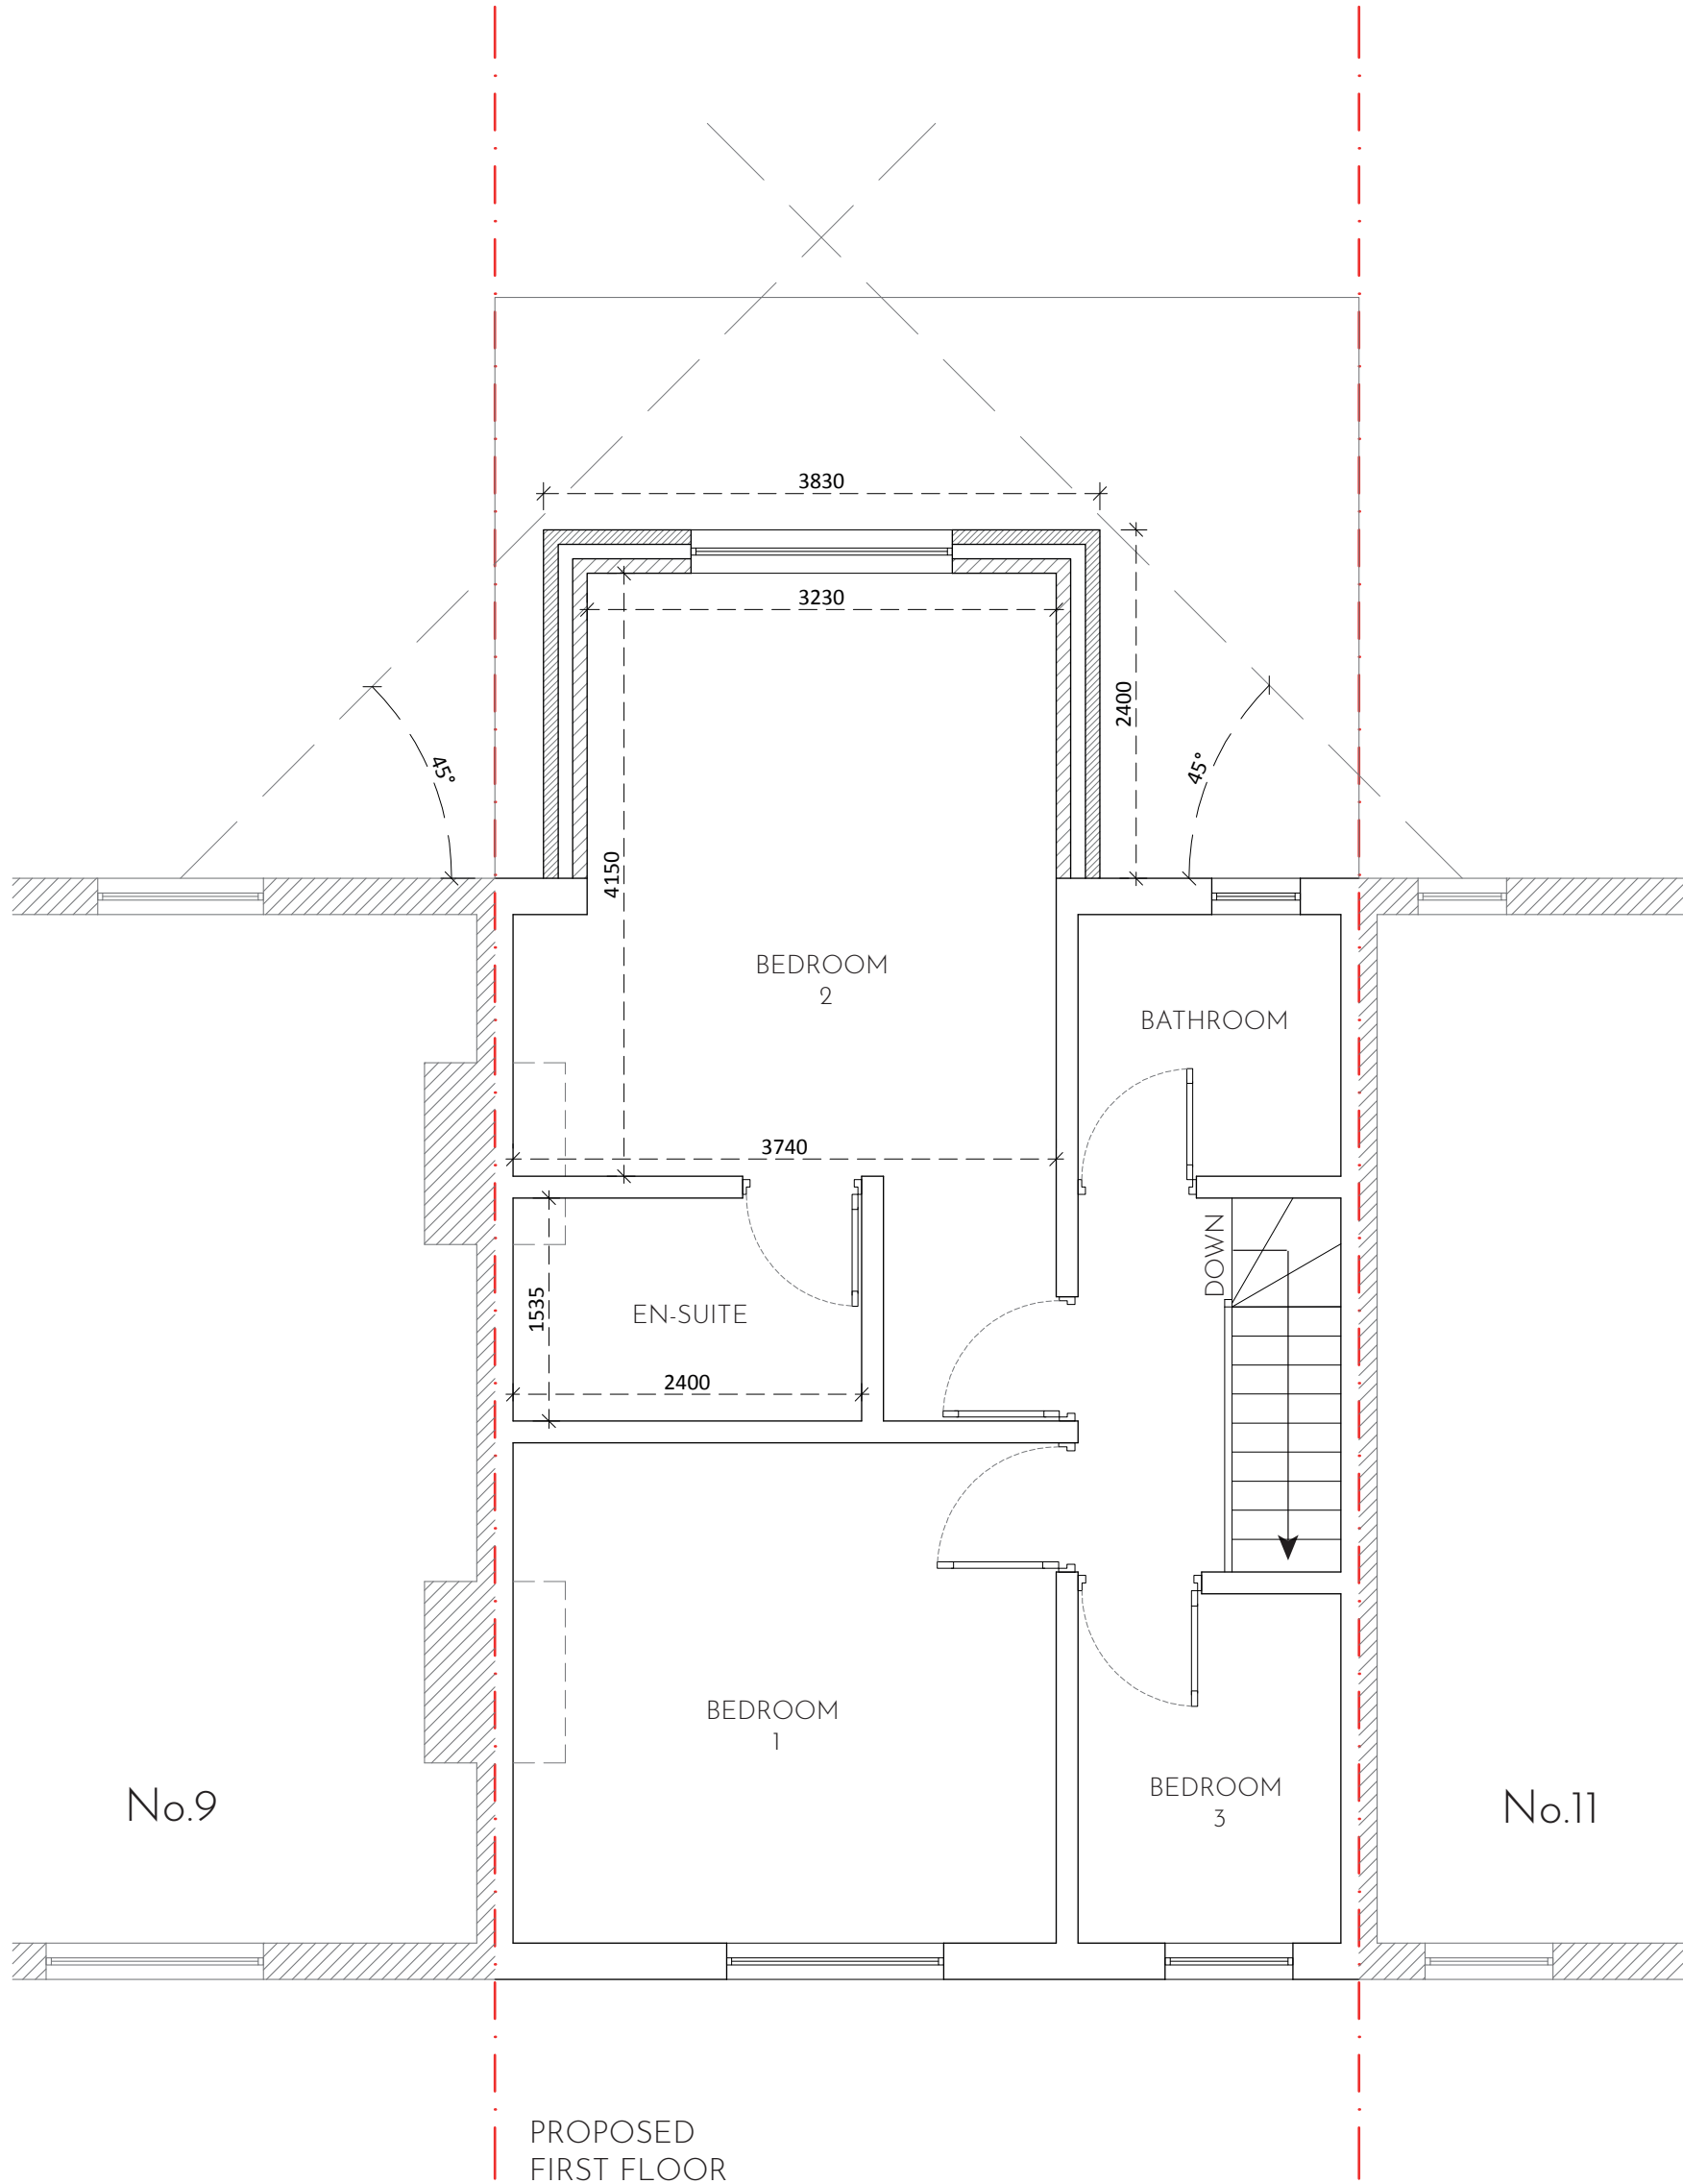 3830
3230
2400
45°
45°
4150
BEDROOM
2
BATHROOM
3740
DOWN
1535
EN-SUITE
2400
BEDROOM
1
BEDROOM
3
No.9
No.11
PROPOSED
FIRST FLOOR